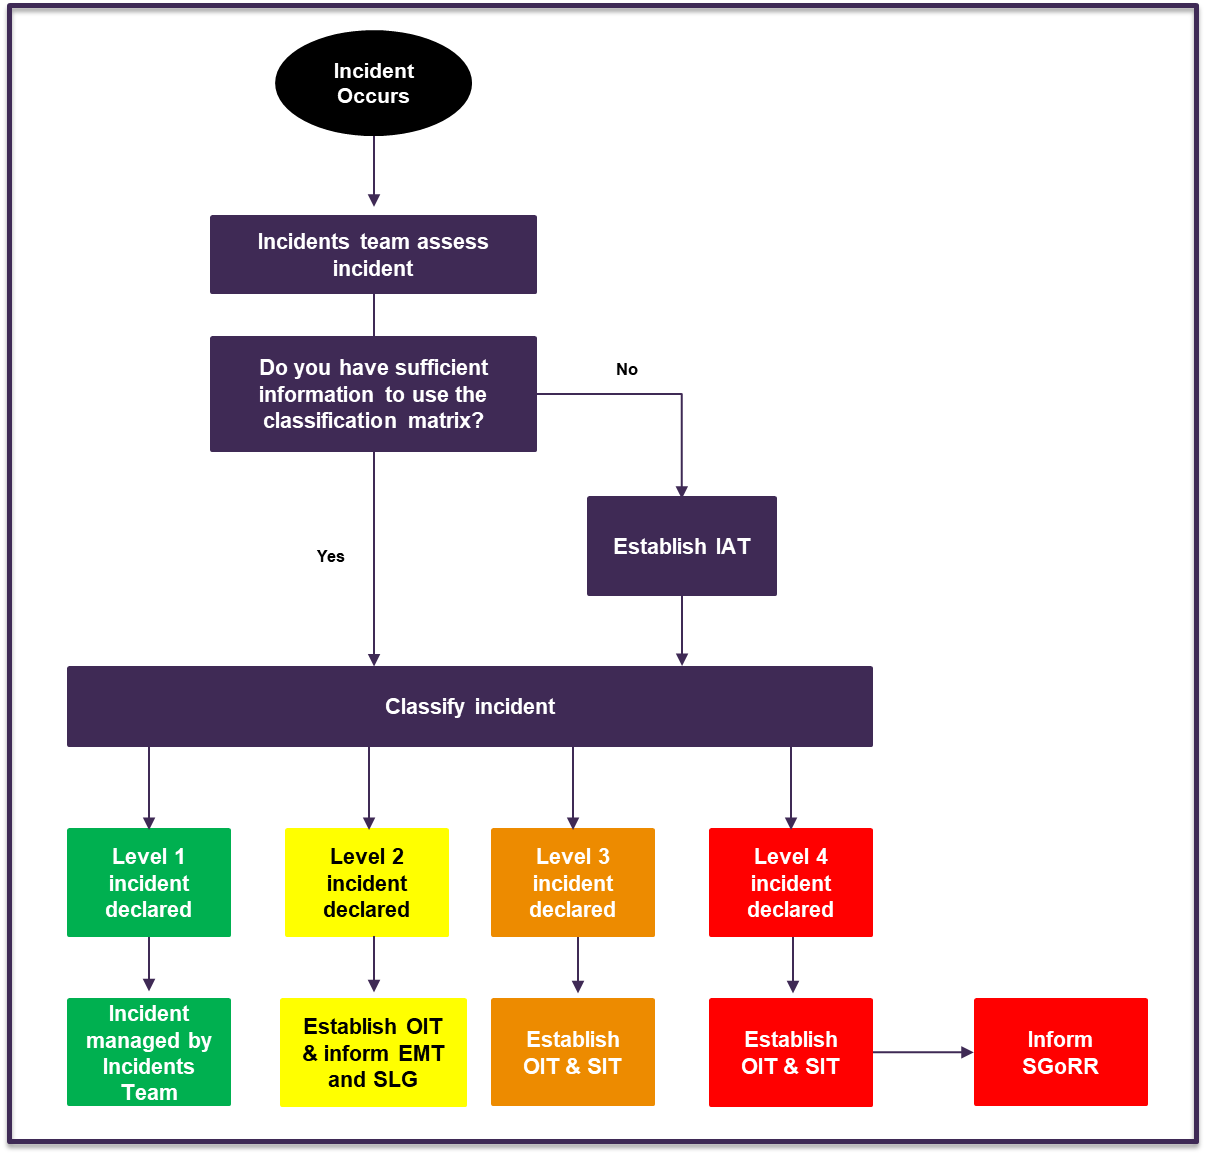 Incident
Occurs
Incidents team assess
incident
Do you have sufficient
information to use the
classification matrix?
No
Establish IAT
Yes
Classify incident
Level 1
incident
declared
Level 2
incident
declared
Level 3
incident
declared
Level 4
incident
declared
Incident
managed by
Incidents
Team
Establish OIT
& inform EMT
and SLG
Establish
OIT & SIT
Establish
OIT & SIT
Inform
SGoRR